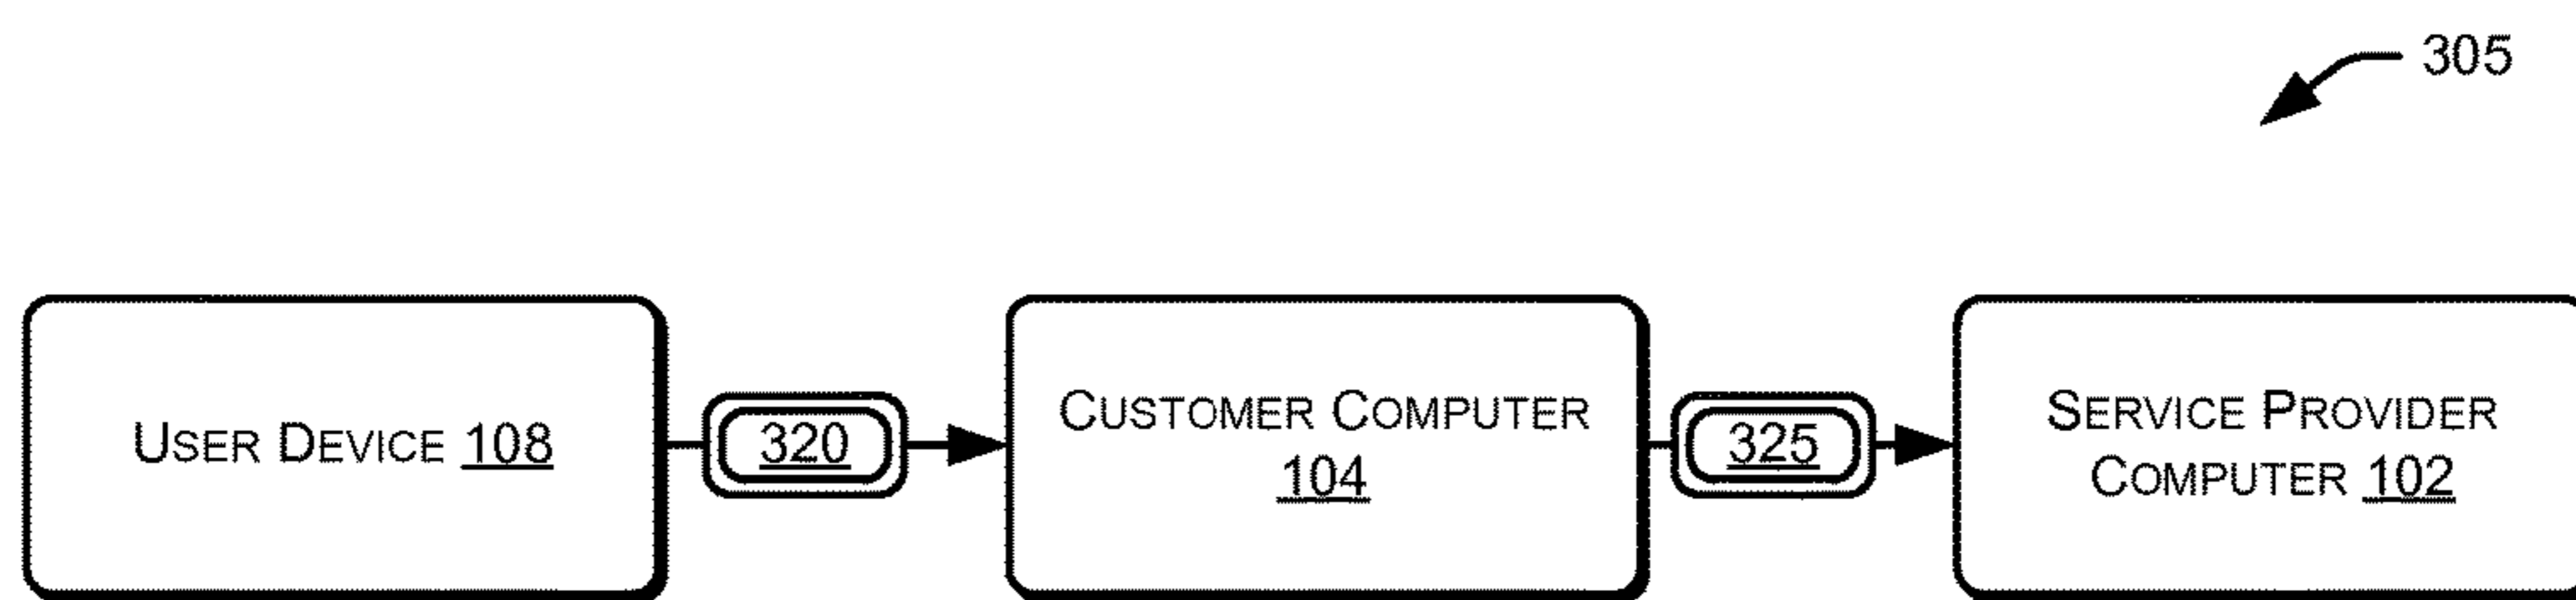 305
USER DEVICE 108
320
CUSTOMER COMPUTER
104
325
SERVICE PROVIDER
COMPUTER 102